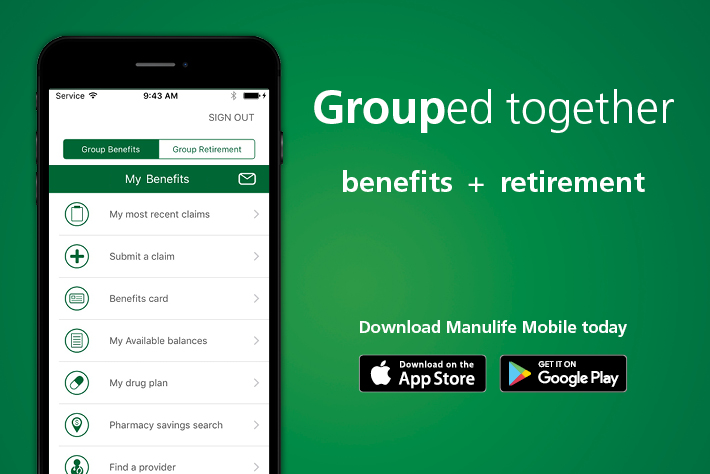 Service 9:43 AM
SIGN OUT
Group Benefits Group Retirement
My Benefits
My most recent claims
Submit a claim
Benefits card
My Available balances
My drug plan
Pharmacy savings search
Find a provider
Grouped together
benefits + retirement
Download Manulife Mobile today
Download on the
App Store
GET IT ON
Google Play